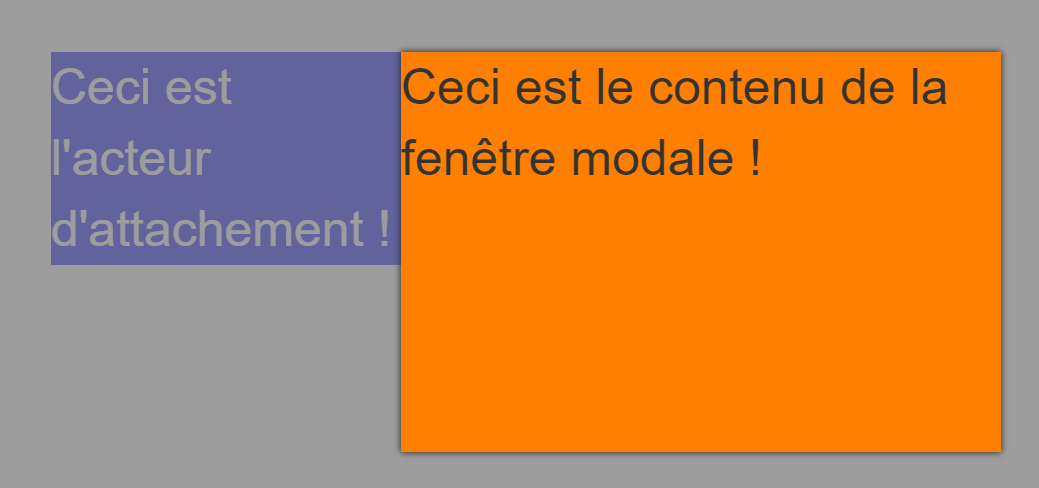 Ceci est
l'acteur
d'attachement !
Ceci est le contenu de la
fenêtre modale !